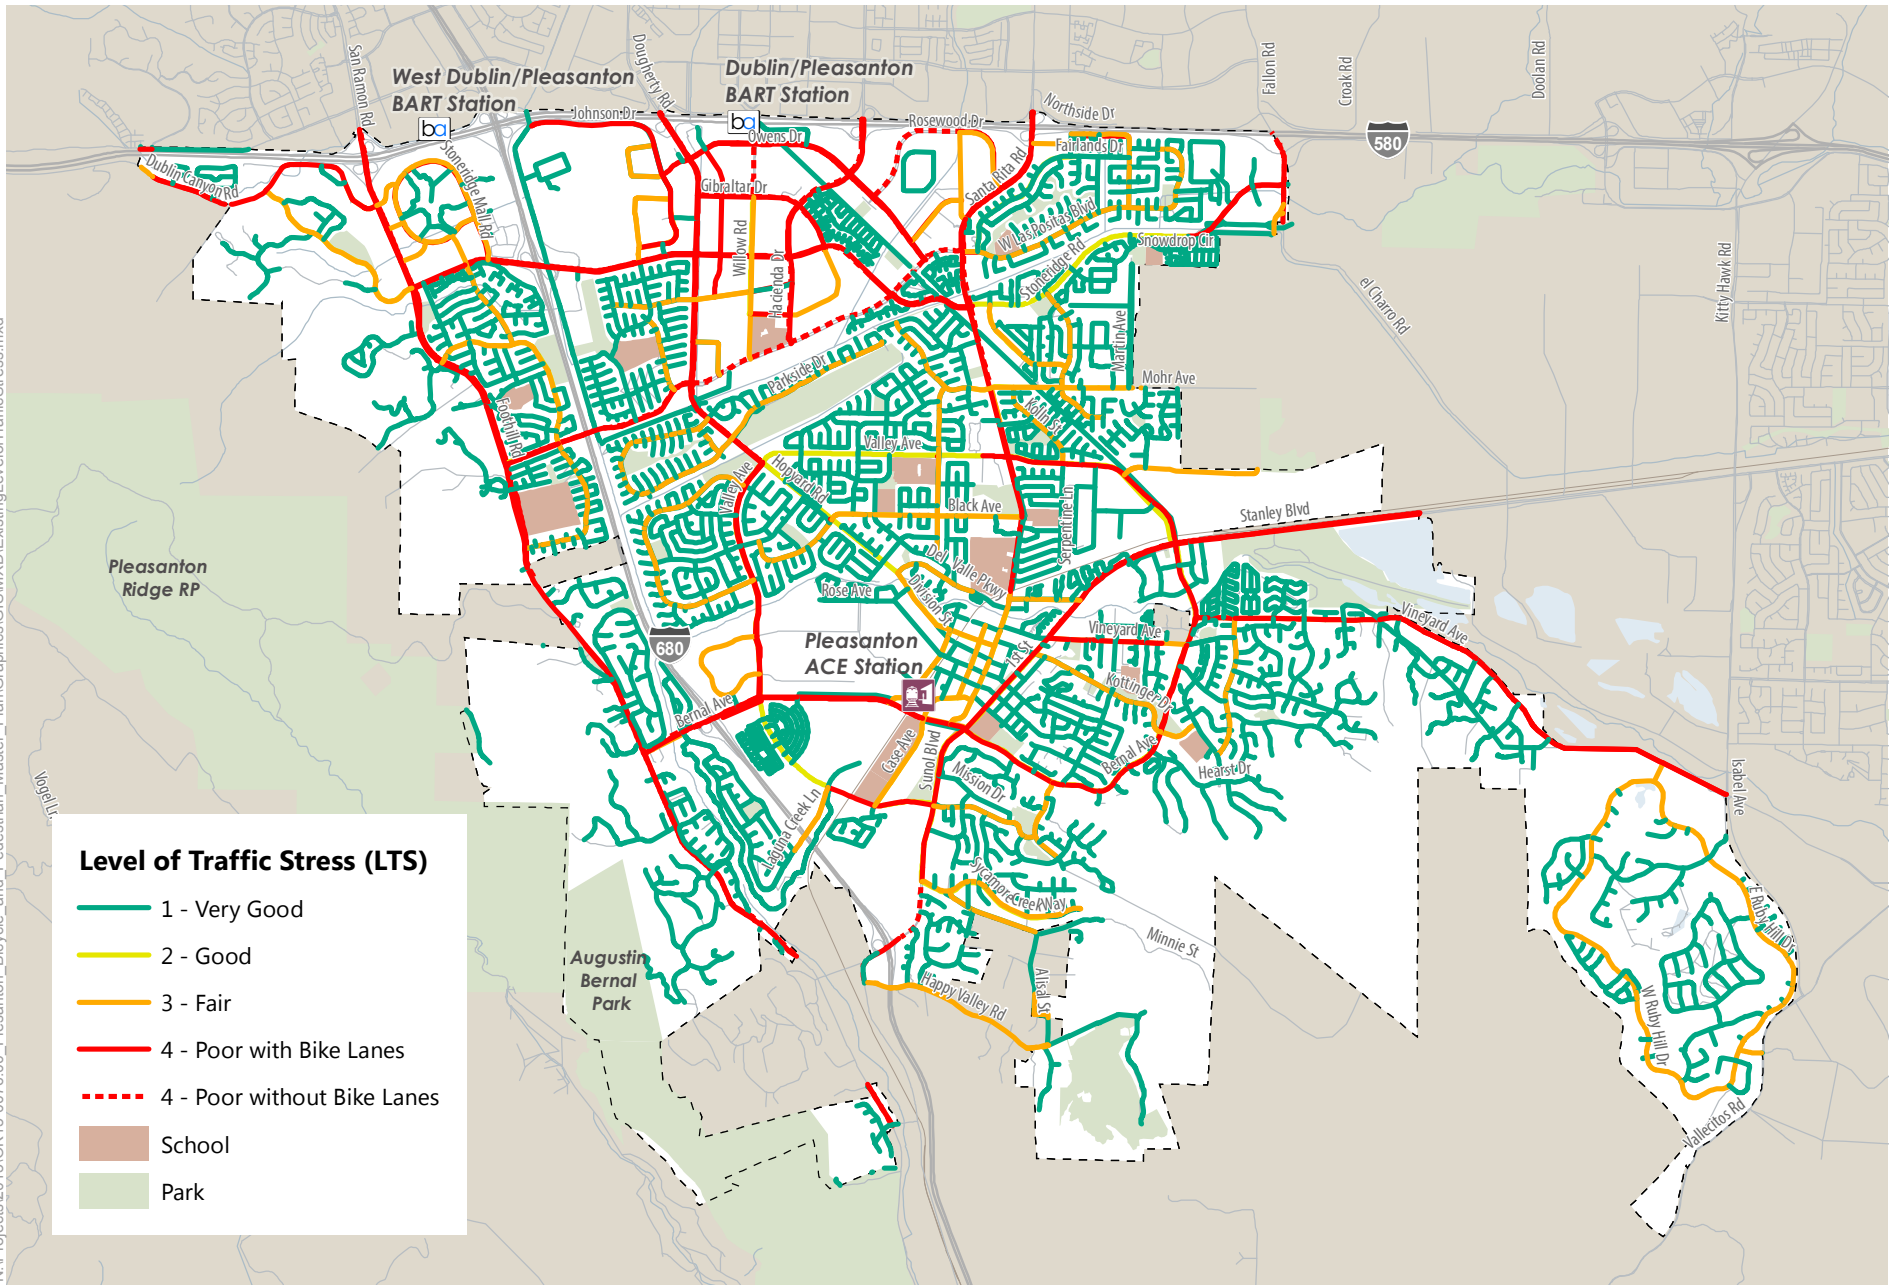 San Ramon Rd
West Dublin/Pleasanton
BART Station
ba
Dougherty Rd
Dublin/Pleasanton
BART Station
ba
Johnson Dr
Owens Dr
Rosewood Dr
Northside Dr
Fallon Rd
Croak Rd
Doolan Rd
580
Fairlands Dr
Dublin Canyon Rd
Stoneridge Mall Rd
Gibraltar Dr
Santa Rita Rd
W Las Positas Blvd
Willow Rd
Hacienda Dr
Stoneridge Rd
Snowdrop Cir
el Charro Rd
Kitty Hawk Rd
Martin Ave
Mohr Ave
Parkside Dr
Foothill Rd
Kolln St
Valley Ave
Valley Ave
Hopyard Rd
Black Ave
Serpentine Ln
Stanley Blvd
Del Valle Pkwy
Division St
Rose Ave
Pleasanton
Ridge RP
680
Pleasanton
ACE Station
1st St
Vineyard Ave
Vineyard Ave
Kottinger Dr
Bernal Ave
Bernal Ave
Hearst Dr
Case Ave
Sunol Blvd
Mission Dr
Laguna Creek Ln
Isabel Ave
Vogel Ln
Sycamore Creek Way
Minnie St
E Ruby Hill Dr
W Ruby Hill Dr
Vallecitos Rd
Alisal St
Happy Valley Rd
Augustin
Bernal
Park
Level of Traffic Stress (LTS)
1 - Very Good
2 - Good
3 - Fair
4 - Poor with Bike Lanes
4 - Poor without Bike Lanes
School
Park